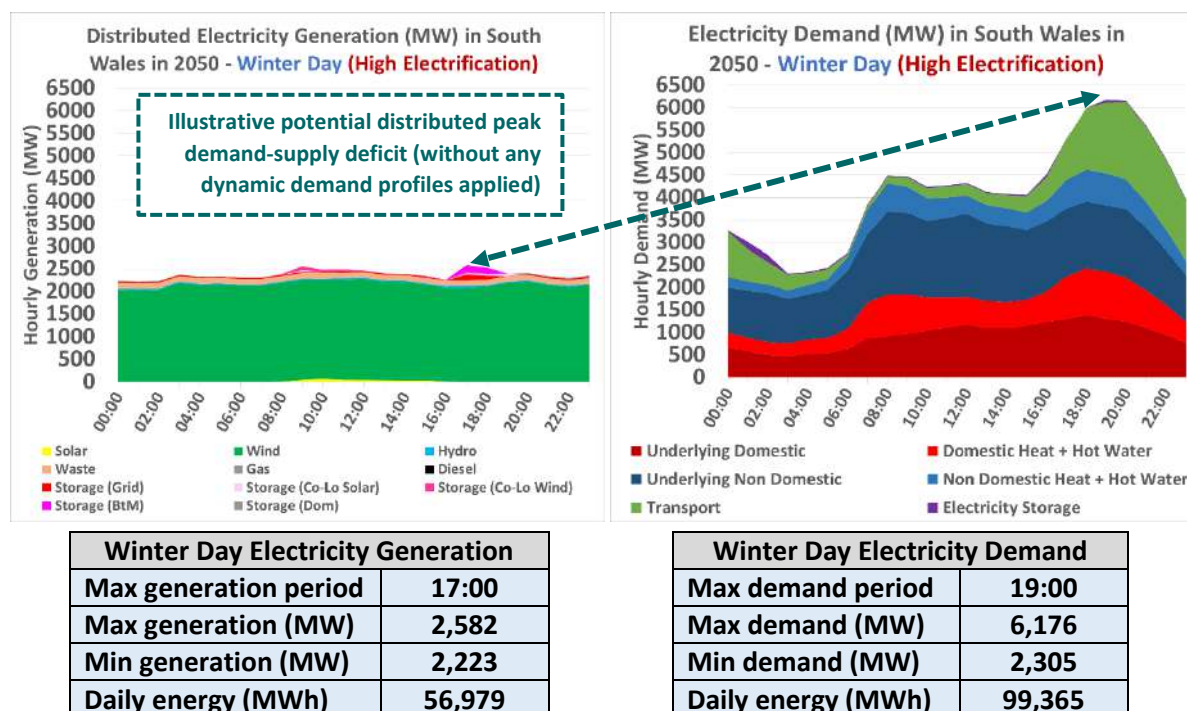 Distributed Electricity Generation (MW) in South
Wales in 2050 - Winter Day (High Electrification)
Illustrative potential distributed peak
demand-supply deficit (without any
dynamic demand profiles applied)
Hourly Generation (MW)
6500
6000
5500
5000
4500
4000
3500
3000
2500
2000
1500
1000
500
0
00:00
02:00
04:00
06:00
08:00
10:00
12:00
14:00
16:00
18:00
20:00
22:00
Solar
Wind
Hydro
Waste
Gas
Diesel
Storage (Grid)
Storage (Co-Lo Solar)
Storage (Co-Lo Wind)
Storage (BtM)
Storage (Dom)
Electricity Demand (MW) in South Wales in
2050 - Winter Day (High Electrification)
Hourly Demand (MW)
6500
6000
5500
5000
4500
4000
3500
3000
2500
2000
1500
1000
500
0
00:00
02:00
04:00
06:00
08:00
10:00
12:00
14:00
16:00
18:00
20:00
22:00
Underlying Domestic
Domestic Heat + Hot Water
Underlying Non Domestic
Non Domestic Heat + Hot Water
Transport
Electricity Storage
Winter Day Electricity Generation
Max generation period 17:00
Max generation (MW) 2,582
Min generation (MW) 2,223
Daily energy (MWh) 56,979
Winter Day Electricity Demand
Max demand period 19:00
Max demand (MW) 6,176
Min demand (MW) 2,305
Daily energy (MWh) 99,365